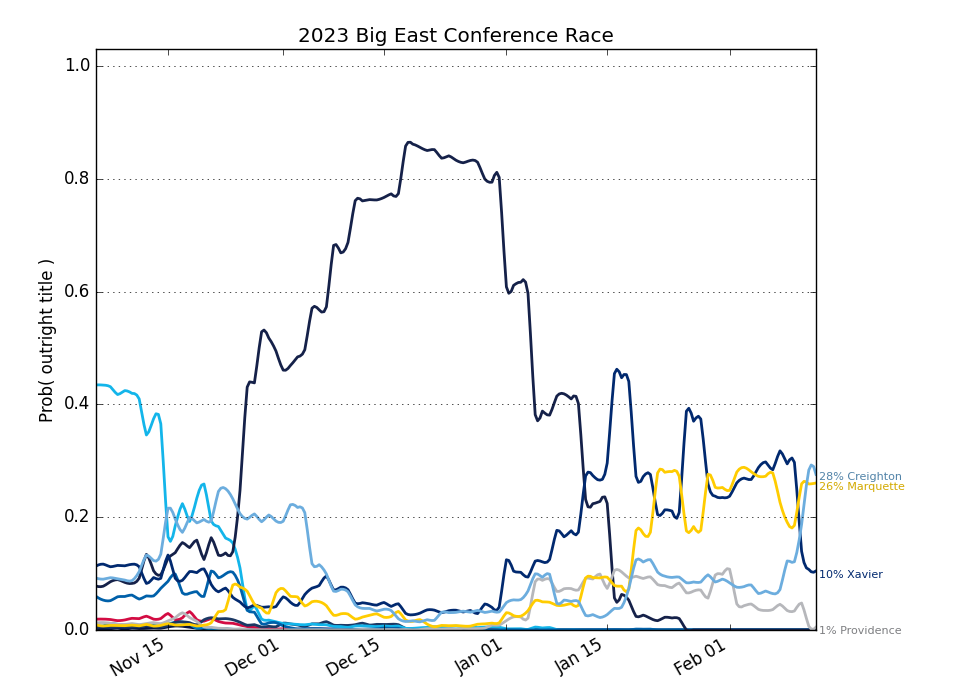 2023 Big East Conference Race
1.0
0.8
0.6
0.4
0.2
0.0
Prob( outright title )
28% Creighton
26% Marquette
10% Xavier
1% Providence
Nov 15
Dec 01
Dec 15
Jan 01
Jan 15
Feb 01